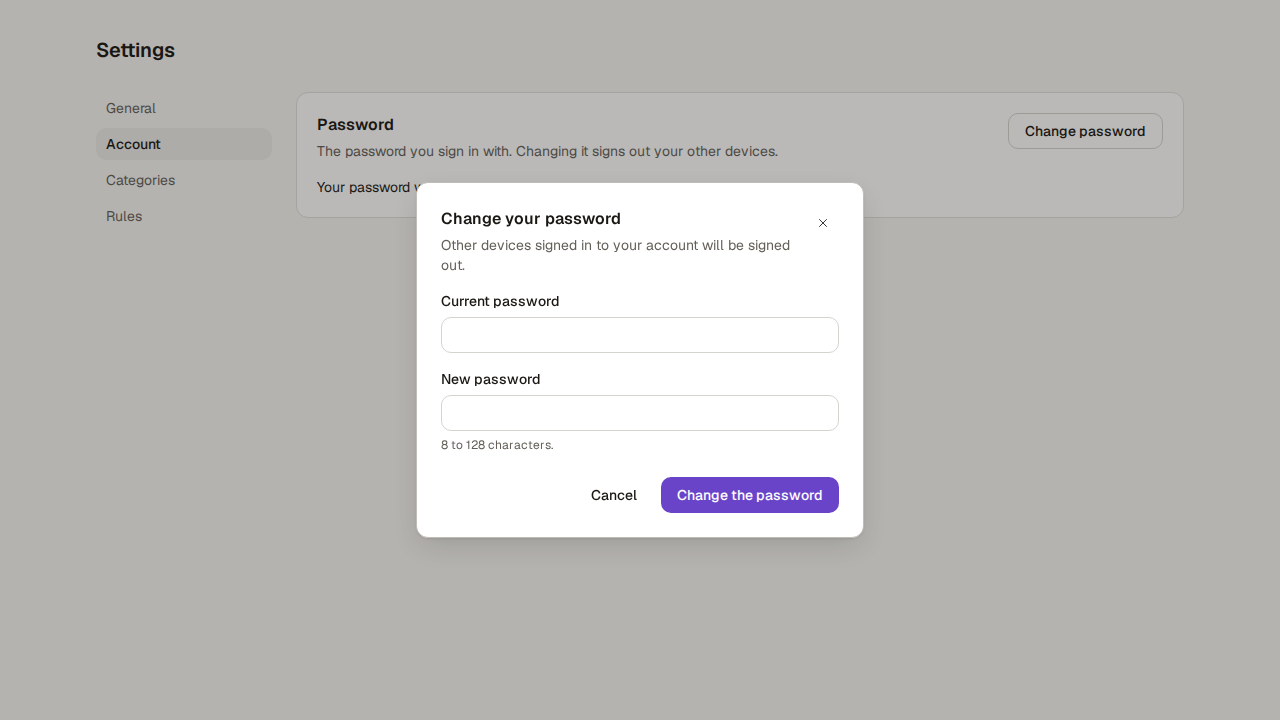 Settings
General
Account
Categories
Rules
Password
The password you sign in with. Changing it signs out your other devices.
Change password
Your password
Change your password
Other devices signed in to your account will be signed
out.
Current password
New password
8 to 128 characters.
Cancel
Change the password